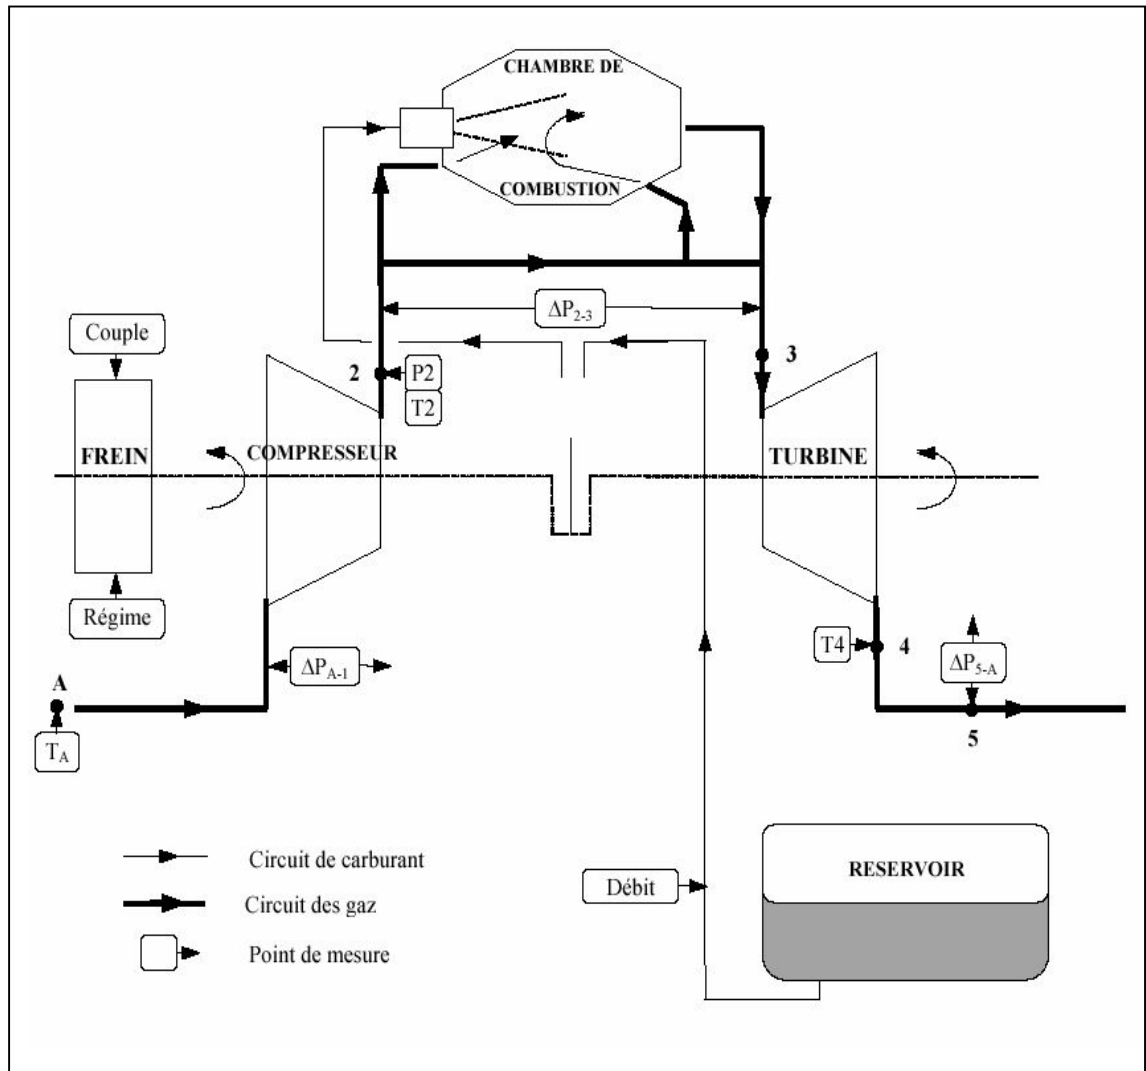 CHAMBRE DE
COMBUSTION
ΔP2-3
Couple
2
P2
T2
3
FREIN
COMPRESSEUR
TURBINE
Régime
ΔPA-1
T4
4
ΔP5-A
A
TA
5
Circuit de carburant
Circuit des gaz
Point de mesure
Débit
RESERVOIR